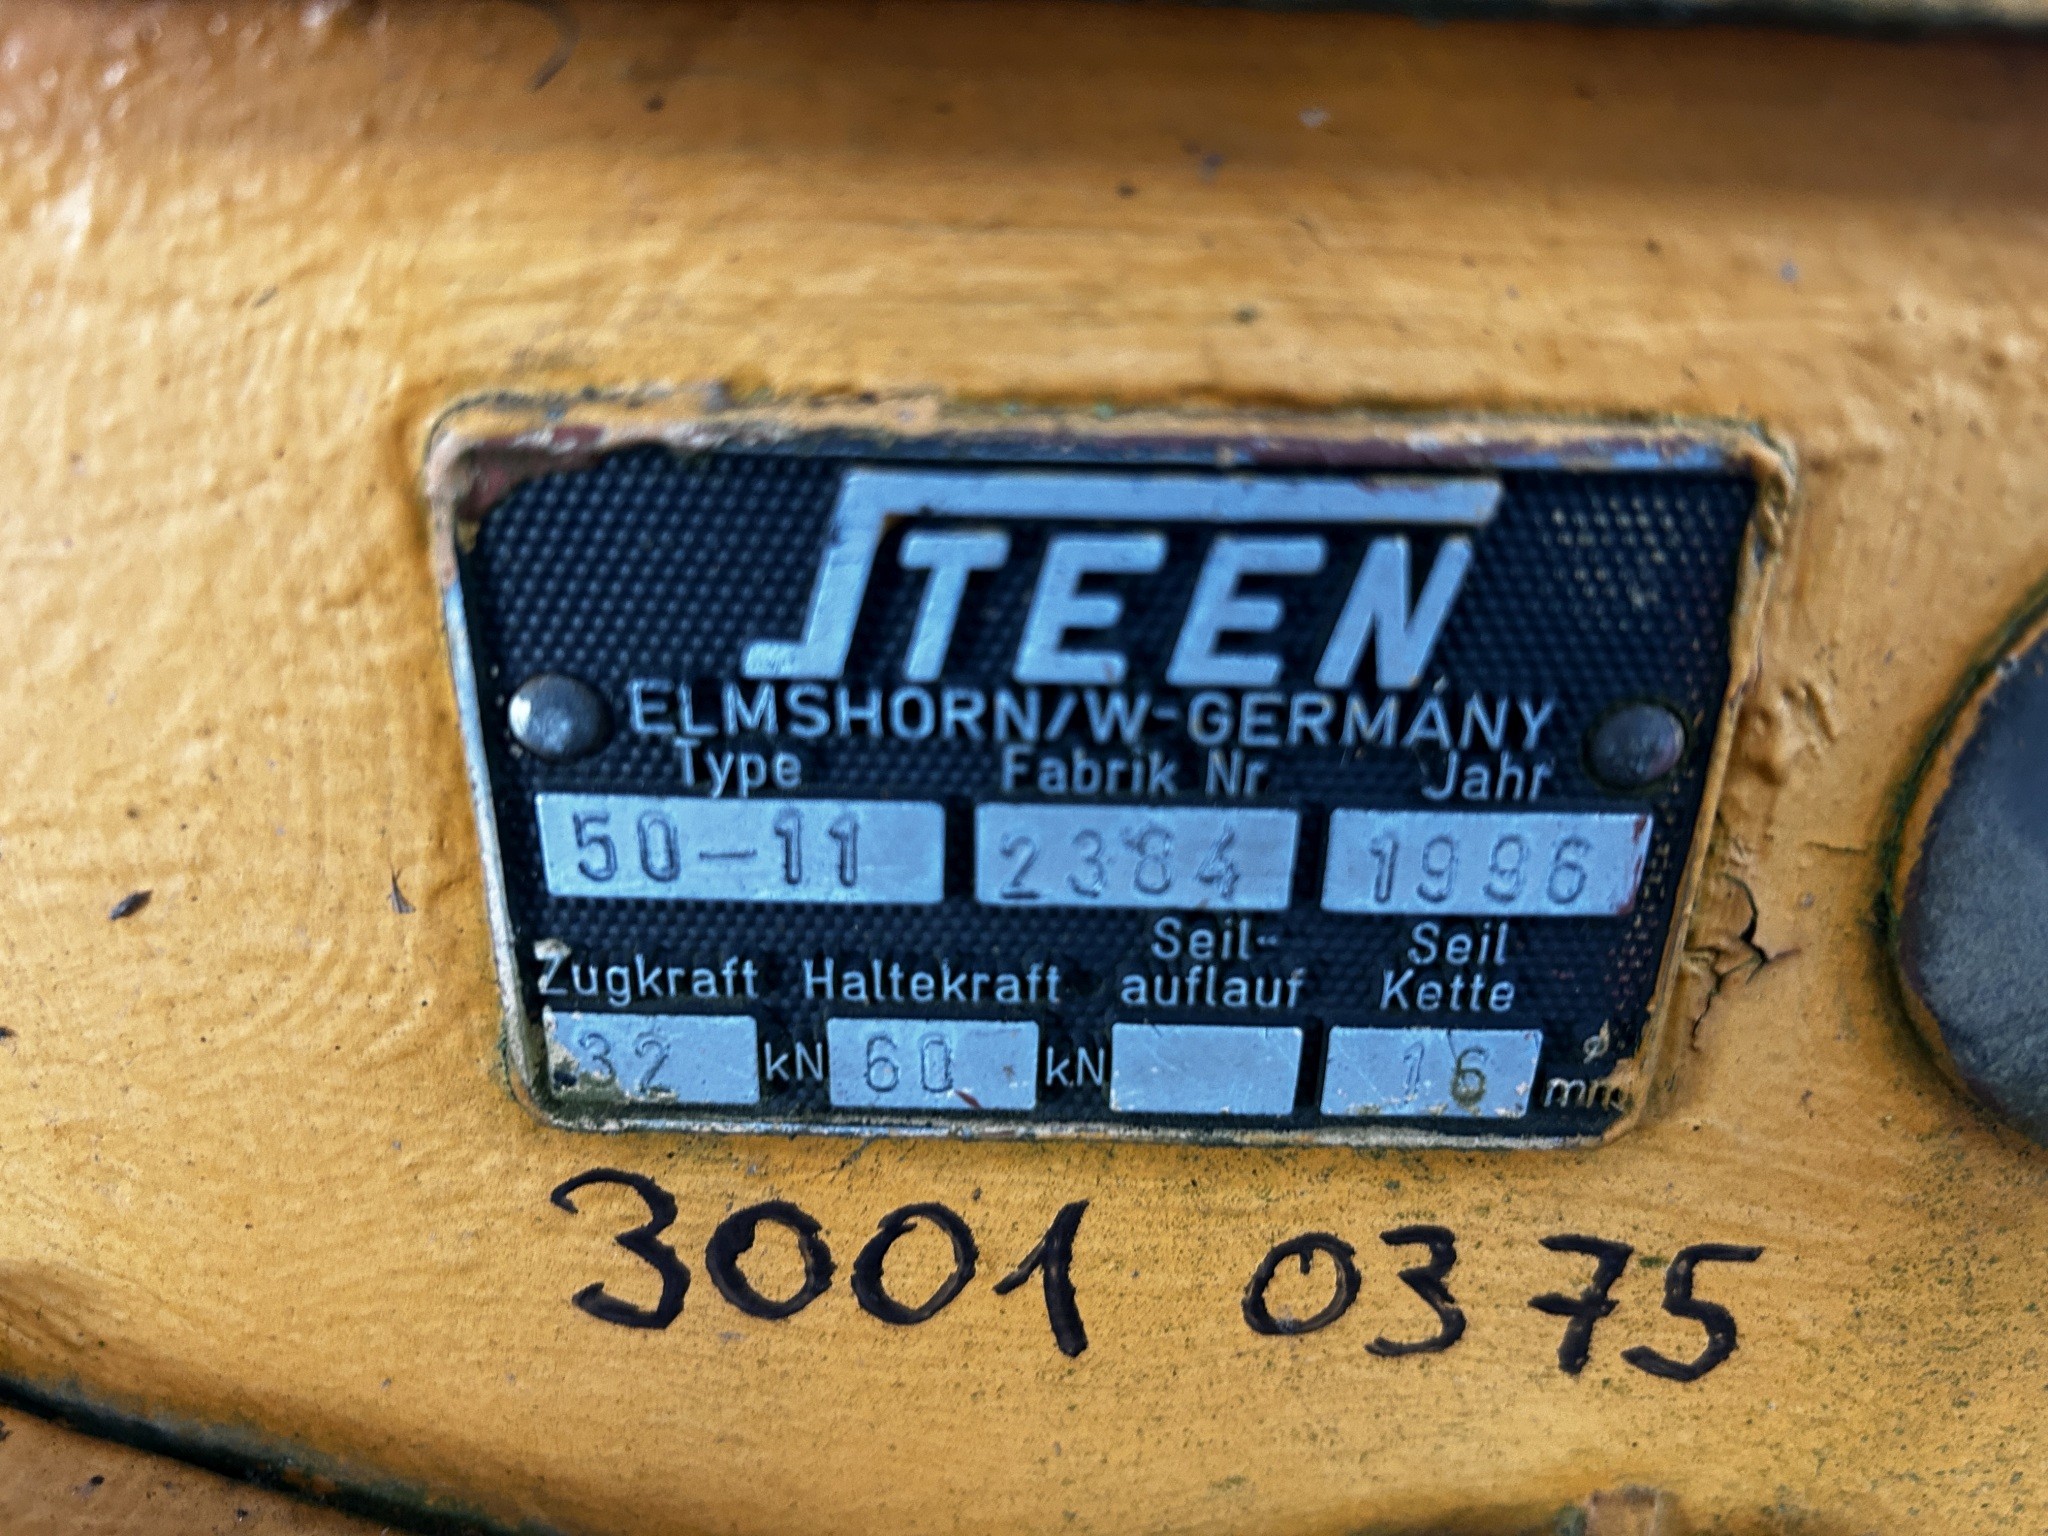 STEEN
ELMSHORN/W-GERMANY
Type Fabrik Nr Jahr
50-11 2384 1996
Zugkraft Haltekraft Seil-auflauf Seil Kette
32 kN 60 kN 16 ø mm
3001 0375